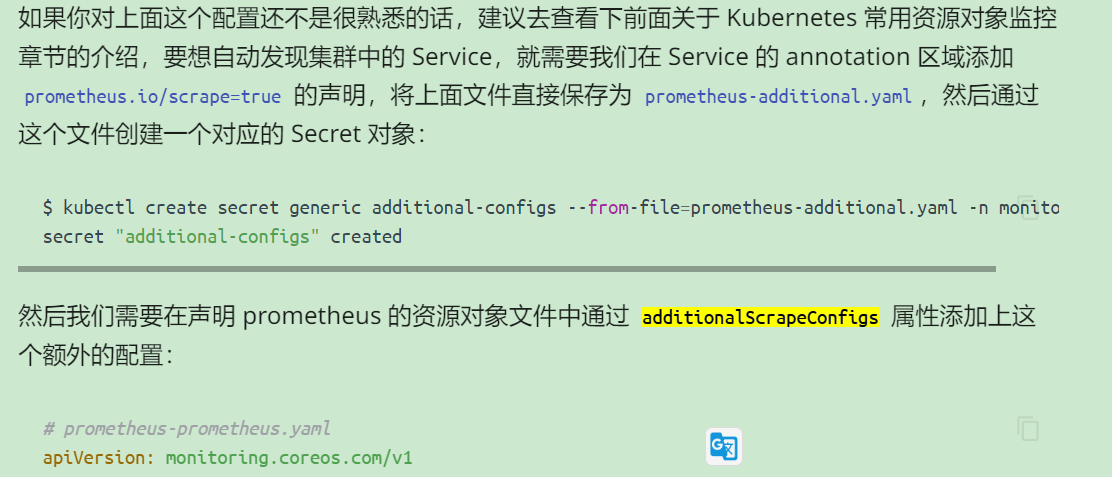 如果你对上面这个配置还不是很熟悉的话，建议去查看下前面关于 Kubernetes 常用资源对象监控
章节的介绍，要想自动发现集群中的 Service，就需要我们在 Service 的 annotation 区域添加
prometheus.io/scrape=true 的声明，将上面文件直接保存为 prometheus-additional.yaml，然后通过
这个文件创建一个对应的 Secret 对象：
$ kubectl create secret generic additional-configs --from-file=prometheus-additional.yaml -n monito
secret "additional-configs" created
然后我们需要在声明 prometheus 的资源对象文件中通过 additionalScrapeConfigs 属性添加上这
个额外的配置：
# prometheus-prometheus.yaml
apiVersion: monitoring.coreos.com/v1